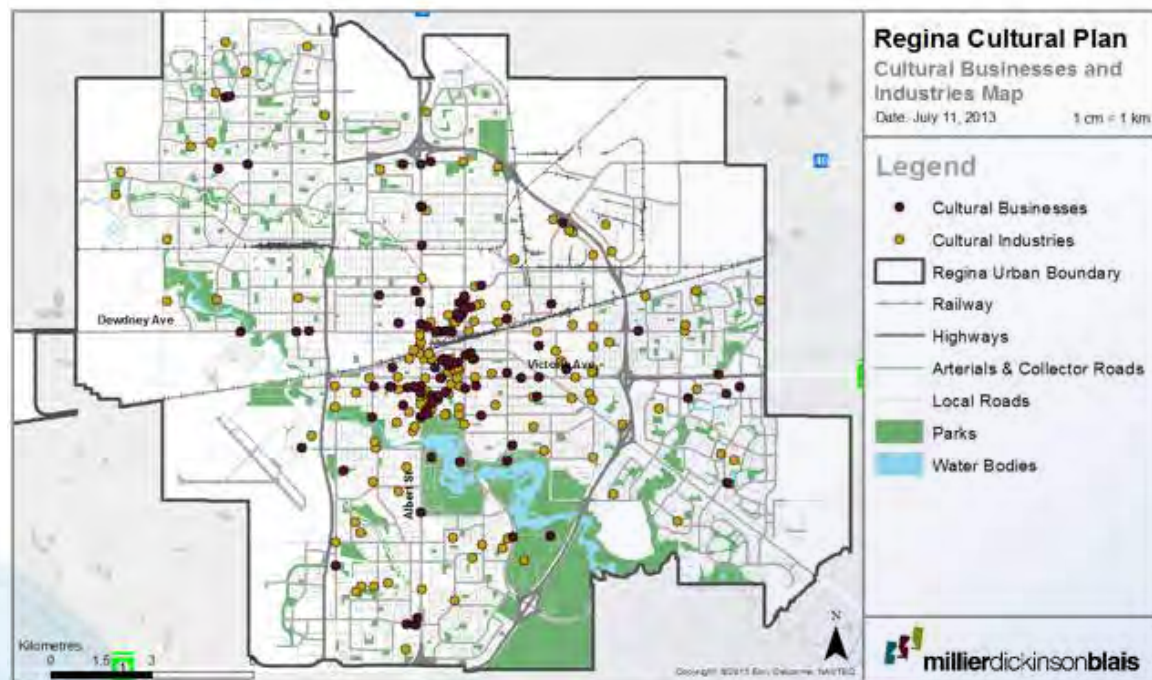 Regina Cultural Plan
Cultural Businesses and
Industries Map
Date: July 11, 2013 1 cm = 1 km
Legend
Cultural Businesses
Cultural Industries
Regina Urban Boundary
Railway
Highways
Arterials & Collector Roads
Local Roads
Parks
Water Bodies
Dewdney Ave
Victoria Ave
Albert St
Kilometres
0 1.5 3 6
1
N
millierdickinsonblais